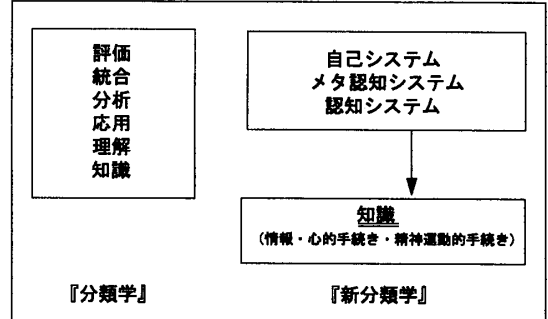 評価
統合
分析
応用
理解
知識
自己システム
メタ認知システム
認知システム
知識
(情報・心的手続き・精神運動的手続き)
『分類学』
『新分類学』